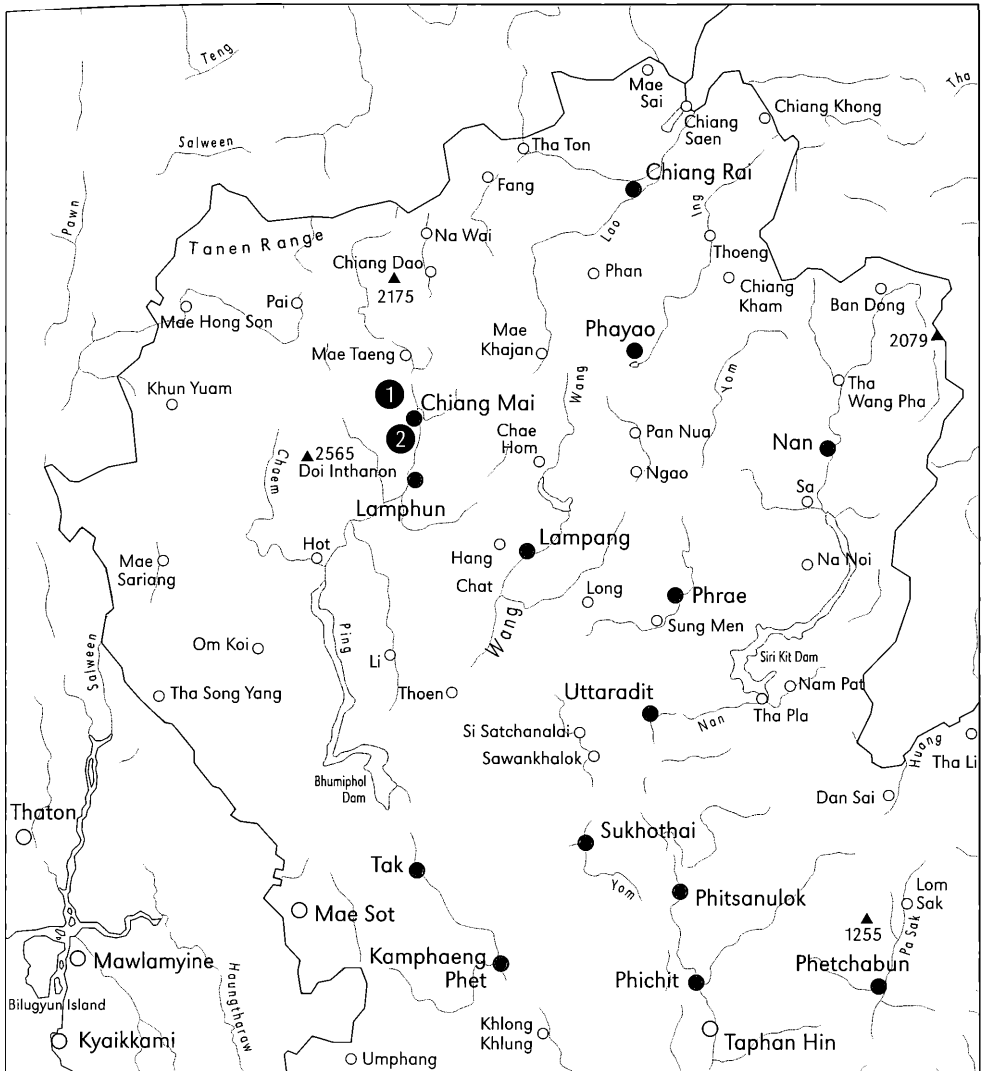 Teng
Mae
Sai
Tha
Chiang Khong
Chiang
Saen
Salween
Tha Ton
Chiang Rai
Fang
Pawn
Ing
Lao
Tanen Range
Na Wai
Thoeng
Chiang Dao
2175
Phan
Chiang
Kham
Pai
Ban Dong
Mae Hong Son
Mae
Khajan
Phayao
2079
Mae Taeng
Khun Yuam
1
Chiang Mai
Wang
Yom
Tha
Wang Pha
2
Chae
Hom
Pan Nua
Nan
Chaem
2565
Doi Inthanon
Ngao
Sa
Lamphun
Hot
Hang
Chat
Lampang
Mae
Sariang
Na Noi
Long
Phrae
Sung Men
Wang
Ping
Salween
Om Koi
Li
Siri Kit Dam
Tha Song Yang
Thoen
Uttaradit
Nam Pat
Nan
Tha Pla
Si Satchanalai
Sawankhalok
Huang
Tha Li
Bhumiphol
Dam
Dan Sai
Thaton
Sukhothai
Tak
Yom
Phitsanulok
Lom
Sak
Mae Sot
1255
Pa Sak
Mawlamyine
Kamphaeng
Phet
Phichit
Phetchabun
Haungtharaw
Bilugyun Island
Kyaikkami
Khlong
Khlung
Taphan Hin
Umphang